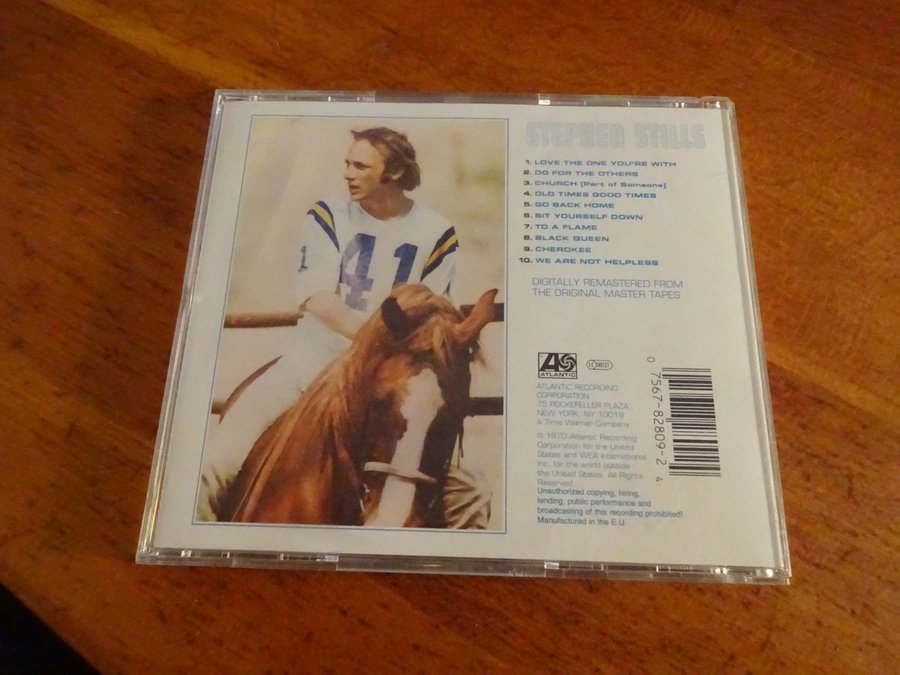 STEPHEN STILLS
1. LOVE THE ONE YOU'RE WITH
2. DO FOR THE OTHERS
3. CHURCH (Part of Someone)
4. OLD TIMES GOOD TIMES
5. GO BACK HOME
6. SIT YOURSELF DOWN
7. TO A FLAME
8. BLACK QUEEN
9. CHEROKEE
10. WE ARE NOT HELPLESS
DIGITALLY REMASTERED FROM
THE ORIGINAL MASTER TAPES
1 41
ATLANTIC
ATLANTIC RECORDING
CORPORATION
75 ROCKEFELLER PLAZA,
NEW YORK, NY 10019
A Time Warner Company
© 1970 Atlantic Recording
Corporation for the United
States and WEA International
Inc. for the world outside
the United States. All Rights
Reserved.
Unauthorized copying, hiring,
lending, public performance and
broadcasting of this recording prohibited!
Manufactured in the E.U.
0 7567-82809-2 4